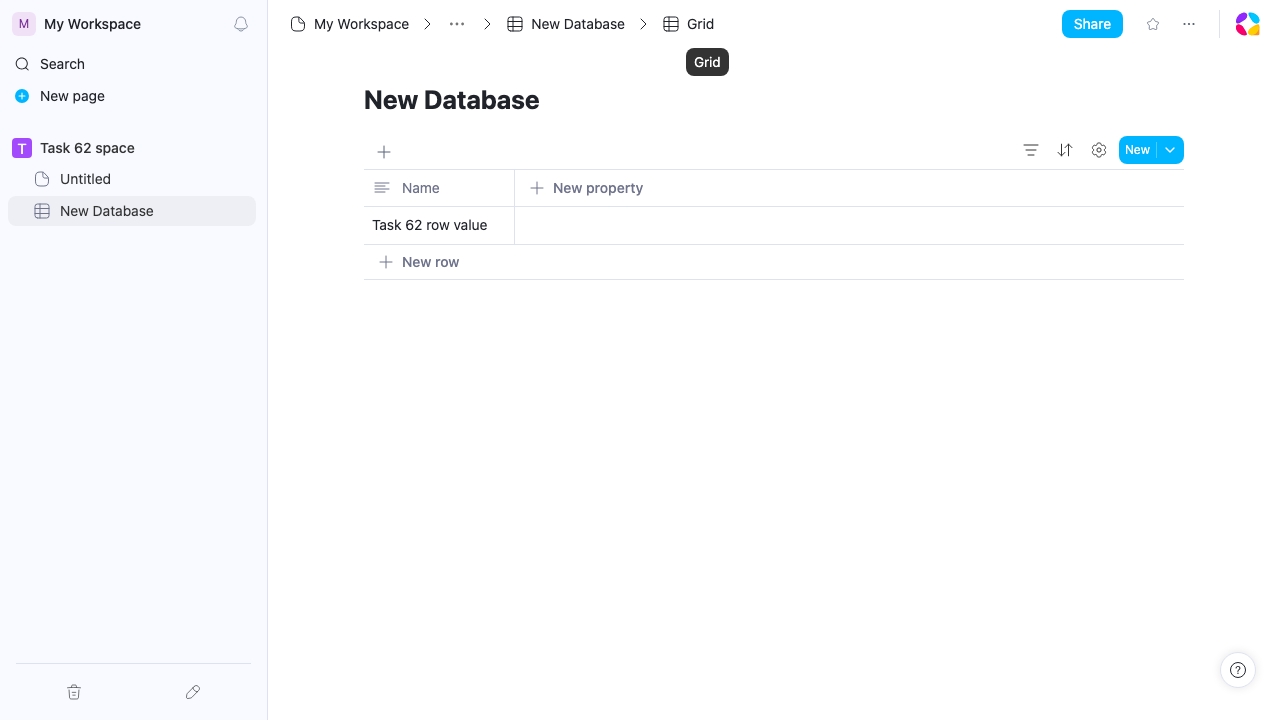 M My Workspace
Search
New page
T Task 62 space
Untitled
New Database
My Workspace
New Database
Grid
Share
Grid
New Database
New
Name
New property
Task 62 row value
New row
?